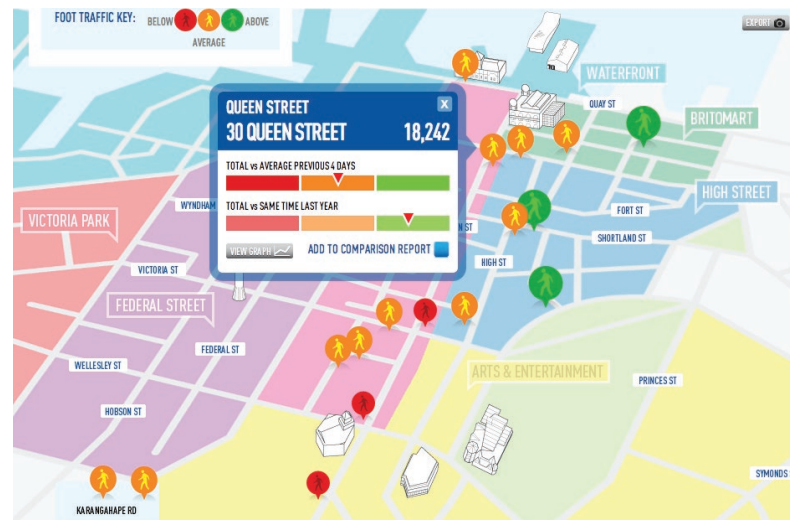 FOOT TRAFFIC KEY:
BELOW
ABOVE
AVERAGE
EXPORT
WATERFRONT
QUAY ST
BRITOMART
QUEEN STREET
X
30 QUEEN STREET
18,242
TOTAL vs AVERAGE PREVIOUS 4 DAYS
TOTAL vs SAME TIME LAST YEAR
VIEW GRAPH
ADD TO COMPARISON REPORT
HIGH STREET
WYNDHAM
FORT ST
VICTORIA PARK
N ST
SHORTLAND ST
HIGH ST
VICTORIA ST
FEDERAL STREET
FEDERAL ST
WELLESLEY ST
ARTS & ENTERTAINMENT
PRINCES ST
HOBSON ST
SYMONDS
KARANGAHAPE RD